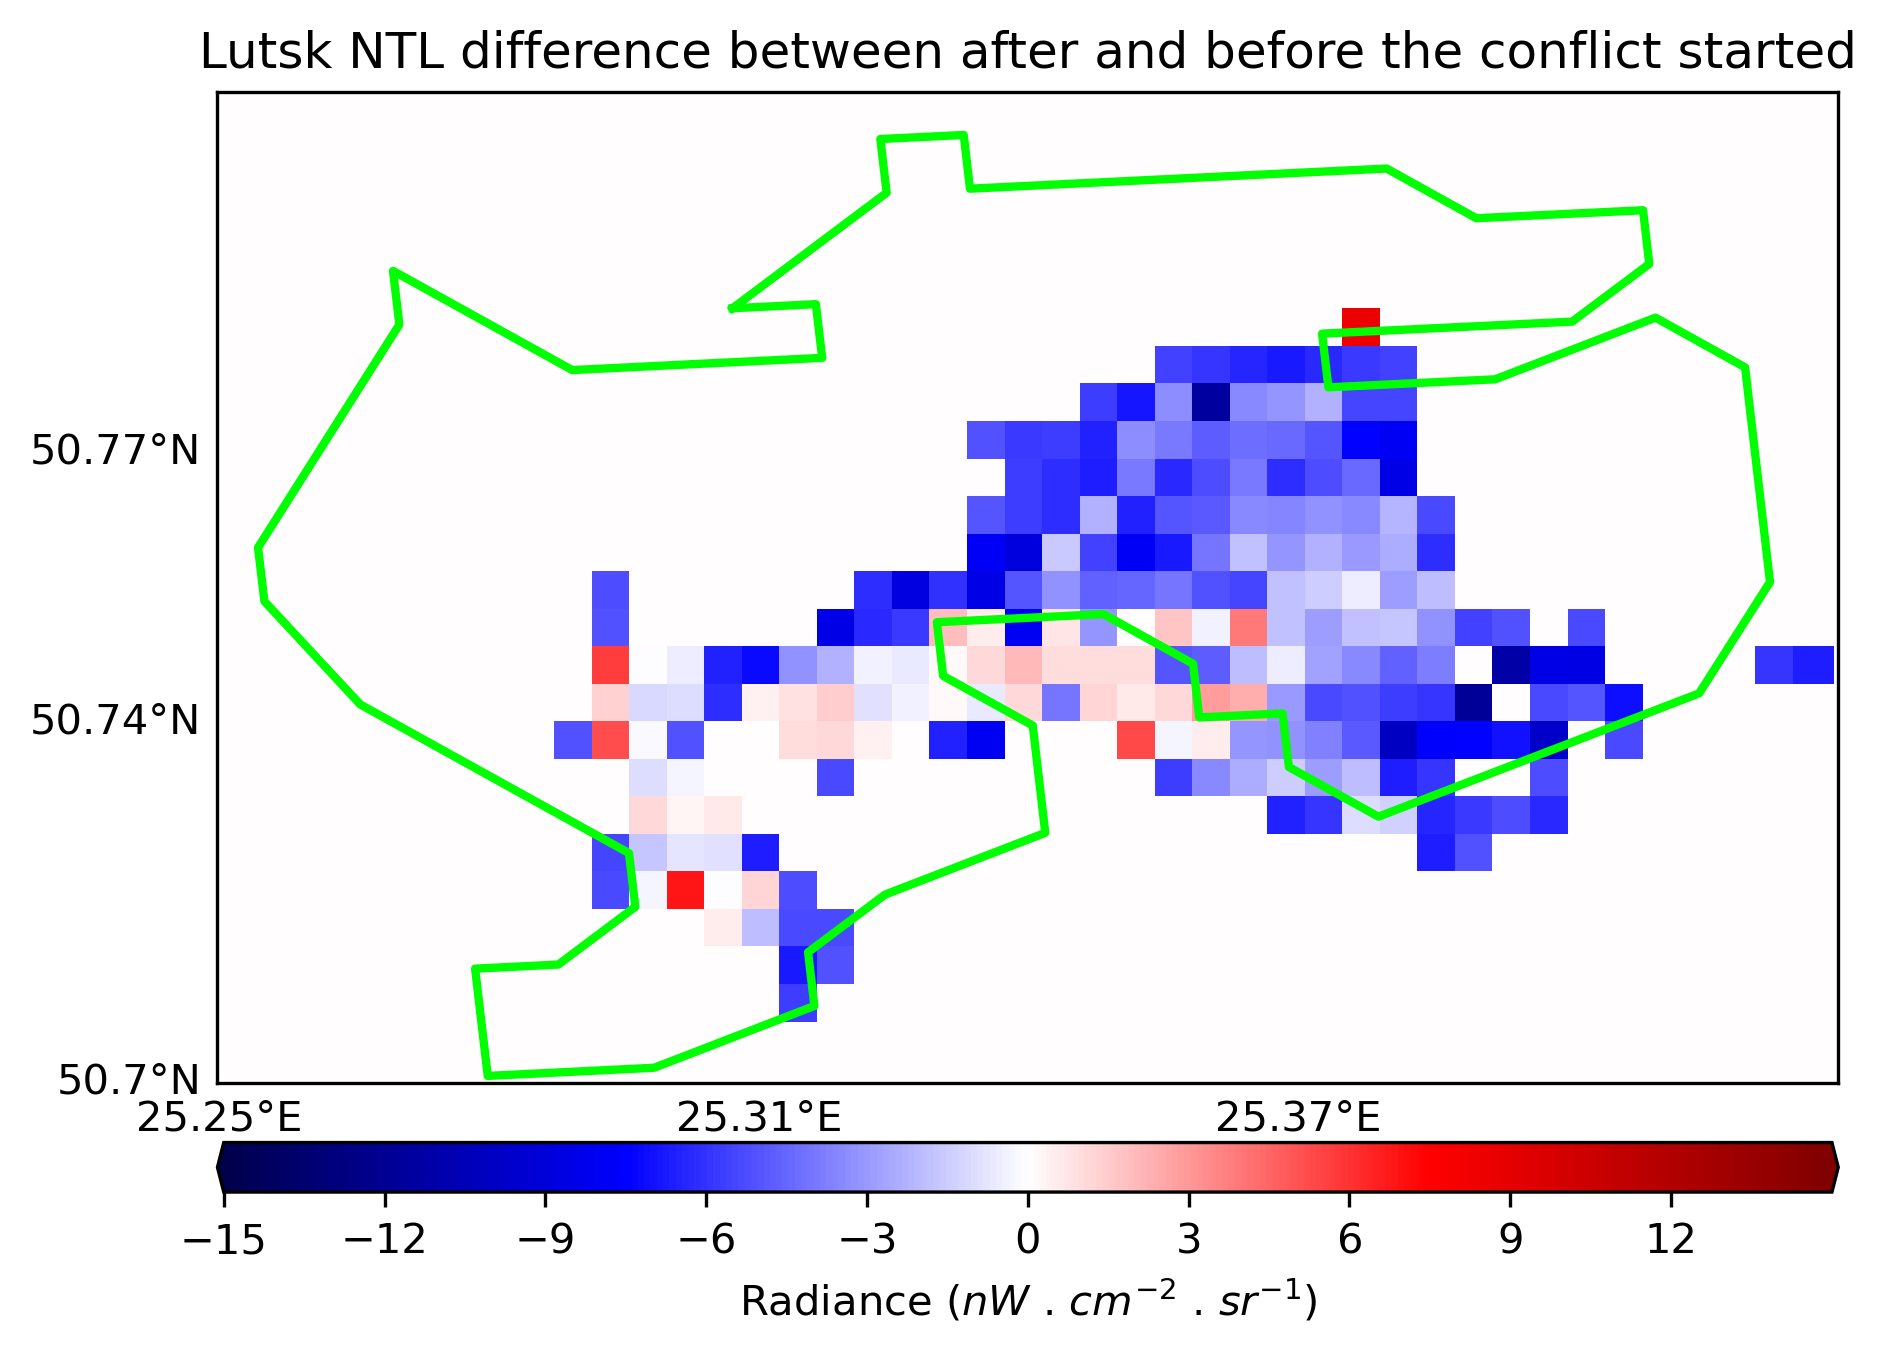 Lutsk NTL difference between after and before the conflict started
50.77°N
50.74°N
50.7°N
25.25°E 25.31°E 25.37°E
−15 −12 −9 −6 −3 0 3 6 9 12
Radiance (nW . cm⁻² . sr⁻¹)